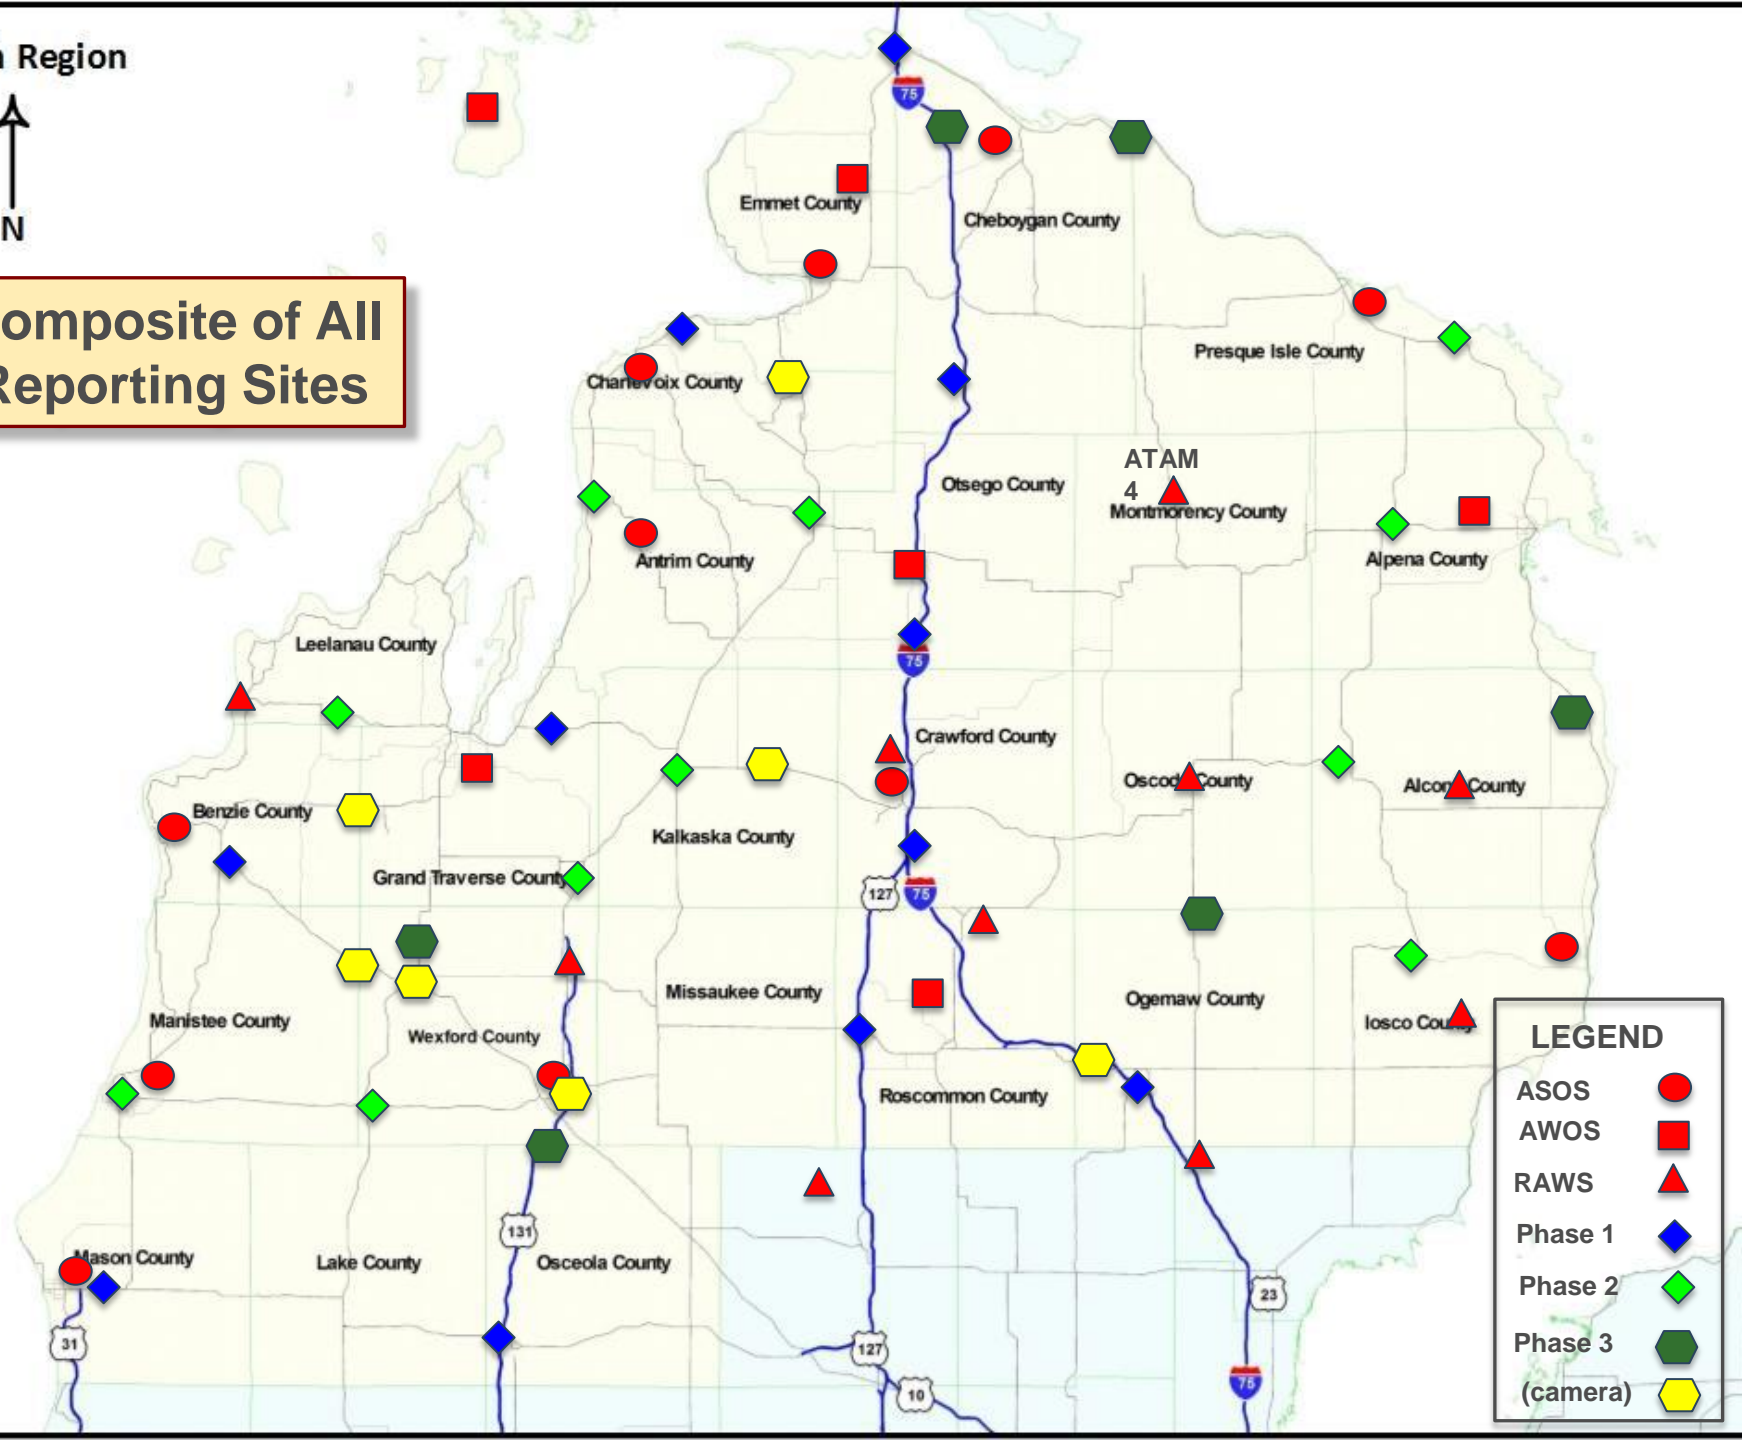 Region
N
omposite of All
Reporting Sites
75
Emmet County
Cheboygan County
Presque Isle County
Charlevoix County
ATAM
4
Otsego County
Montmorency County
Antrim County
Alpena County
Leelanau County
75
Crawford County
Oscoda County
Alcona County
Benzie County
Kalkaska County
Grand Traverse County
127
75
Missaukee County
Ogemaw County
Manistee County
Wexford County
Iosco County
Roscommon County
Mason County
Lake County
131
Osceola County
23
31
127
10
75
LEGEND
ASOS
AWOS
RAWS
Phase 1
Phase 2
Phase 3
(camera)